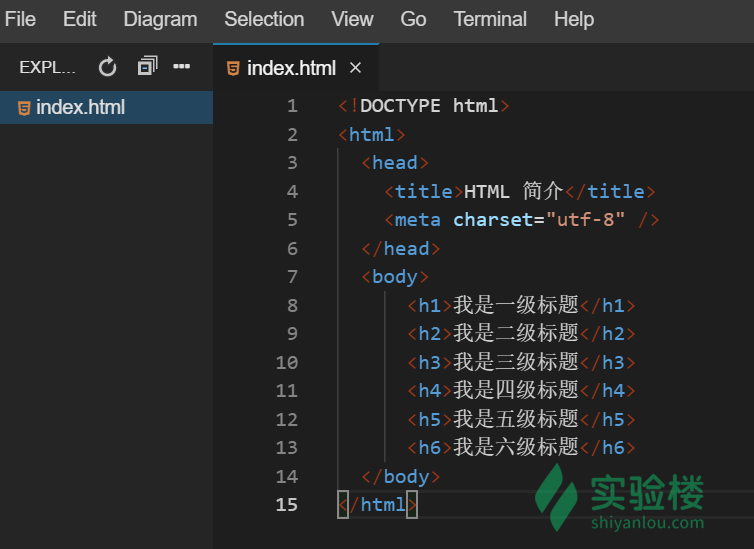 File Edit Diagram Selection View Go Terminal Help
EXPL... index.html ×
index.html
1 <!DOCTYPE html>
2 <html>
3 <head>
4 <title>HTML 简介</title>
5 <meta charset="utf-8" />
6 </head>
7 <body>
8 <h1>我是一级标题</h1>
9 <h2>我是二级标题</h2>
10 <h3>我是三级标题</h3>
11 <h4>我是四级标题</h4>
12 <h5>我是五级标题</h5>
13 <h6>我是六级标题</h6>
14 </body>
15 </html>
实验楼
shiyanlou.com